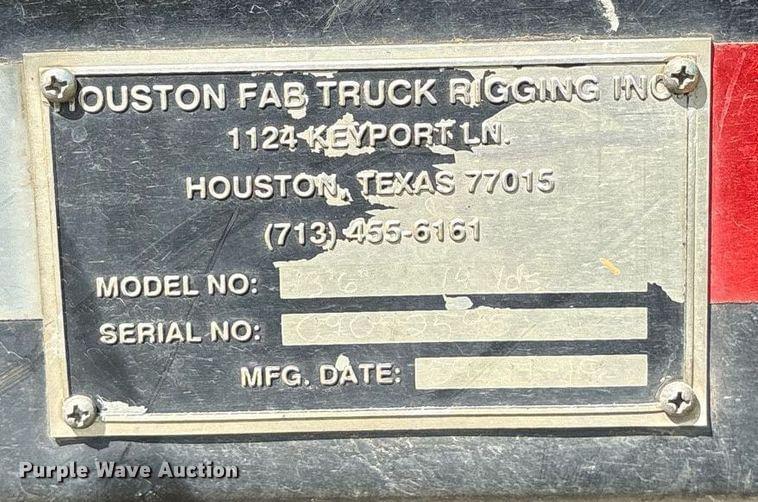 HOUSTON FAB TRUCK RIGGING INC.
1124 KEYPORT LN.
HOUSTON, TEXAS 77015
(713) 455-6161
MODEL NO:
SERIAL NO:
MFG. DATE:
Purple Wave Auction